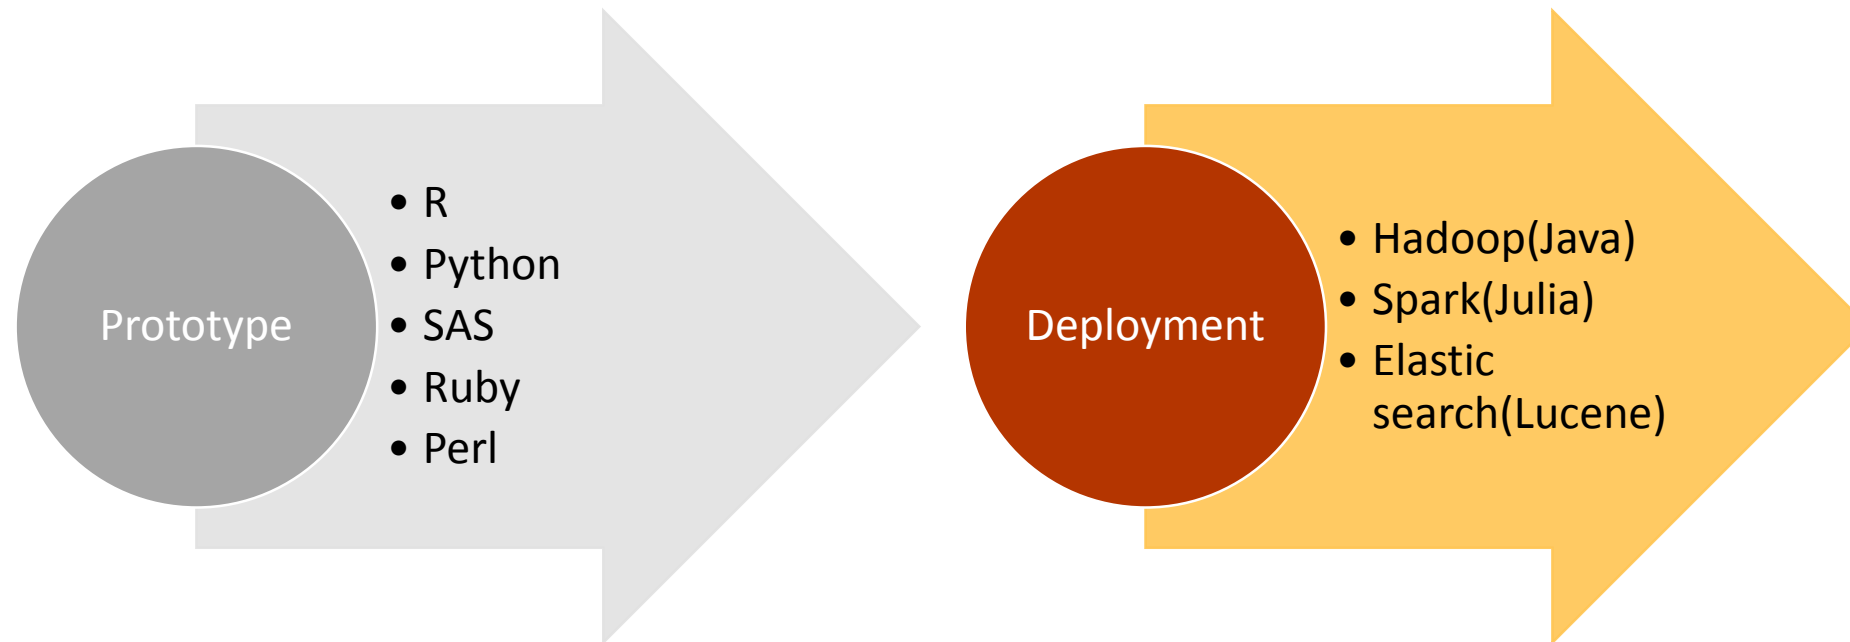 Prototype
• R
• Python
• SAS
• Ruby
• Perl
Deployment
• Hadoop(Java)
• Spark(Julia)
• Elastic
search(Lucene)